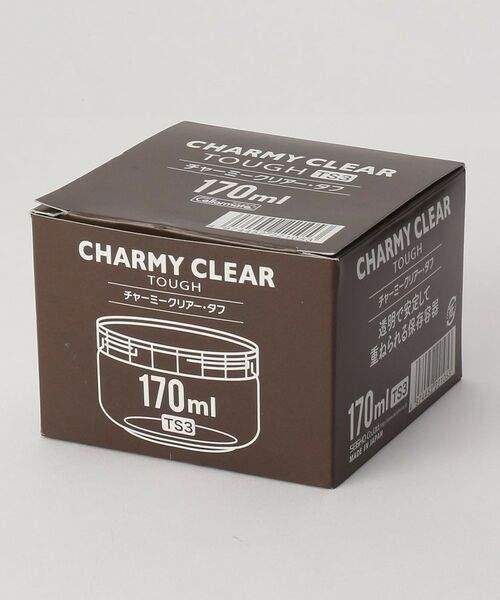 CHARMY CLEAR
TOUGH TS3
チャーミークリアー・タフ
170ml
Cellarmate
CHARMY CLEAR
TOUGH
チャーミークリアー・タフ
170ml
TS3
CHARMY CLEAR
TOUGH
チャーミークリアー・タフ
透明で安定して
重ねられる保存容器
170ml TS3
MADE IN JAPAN